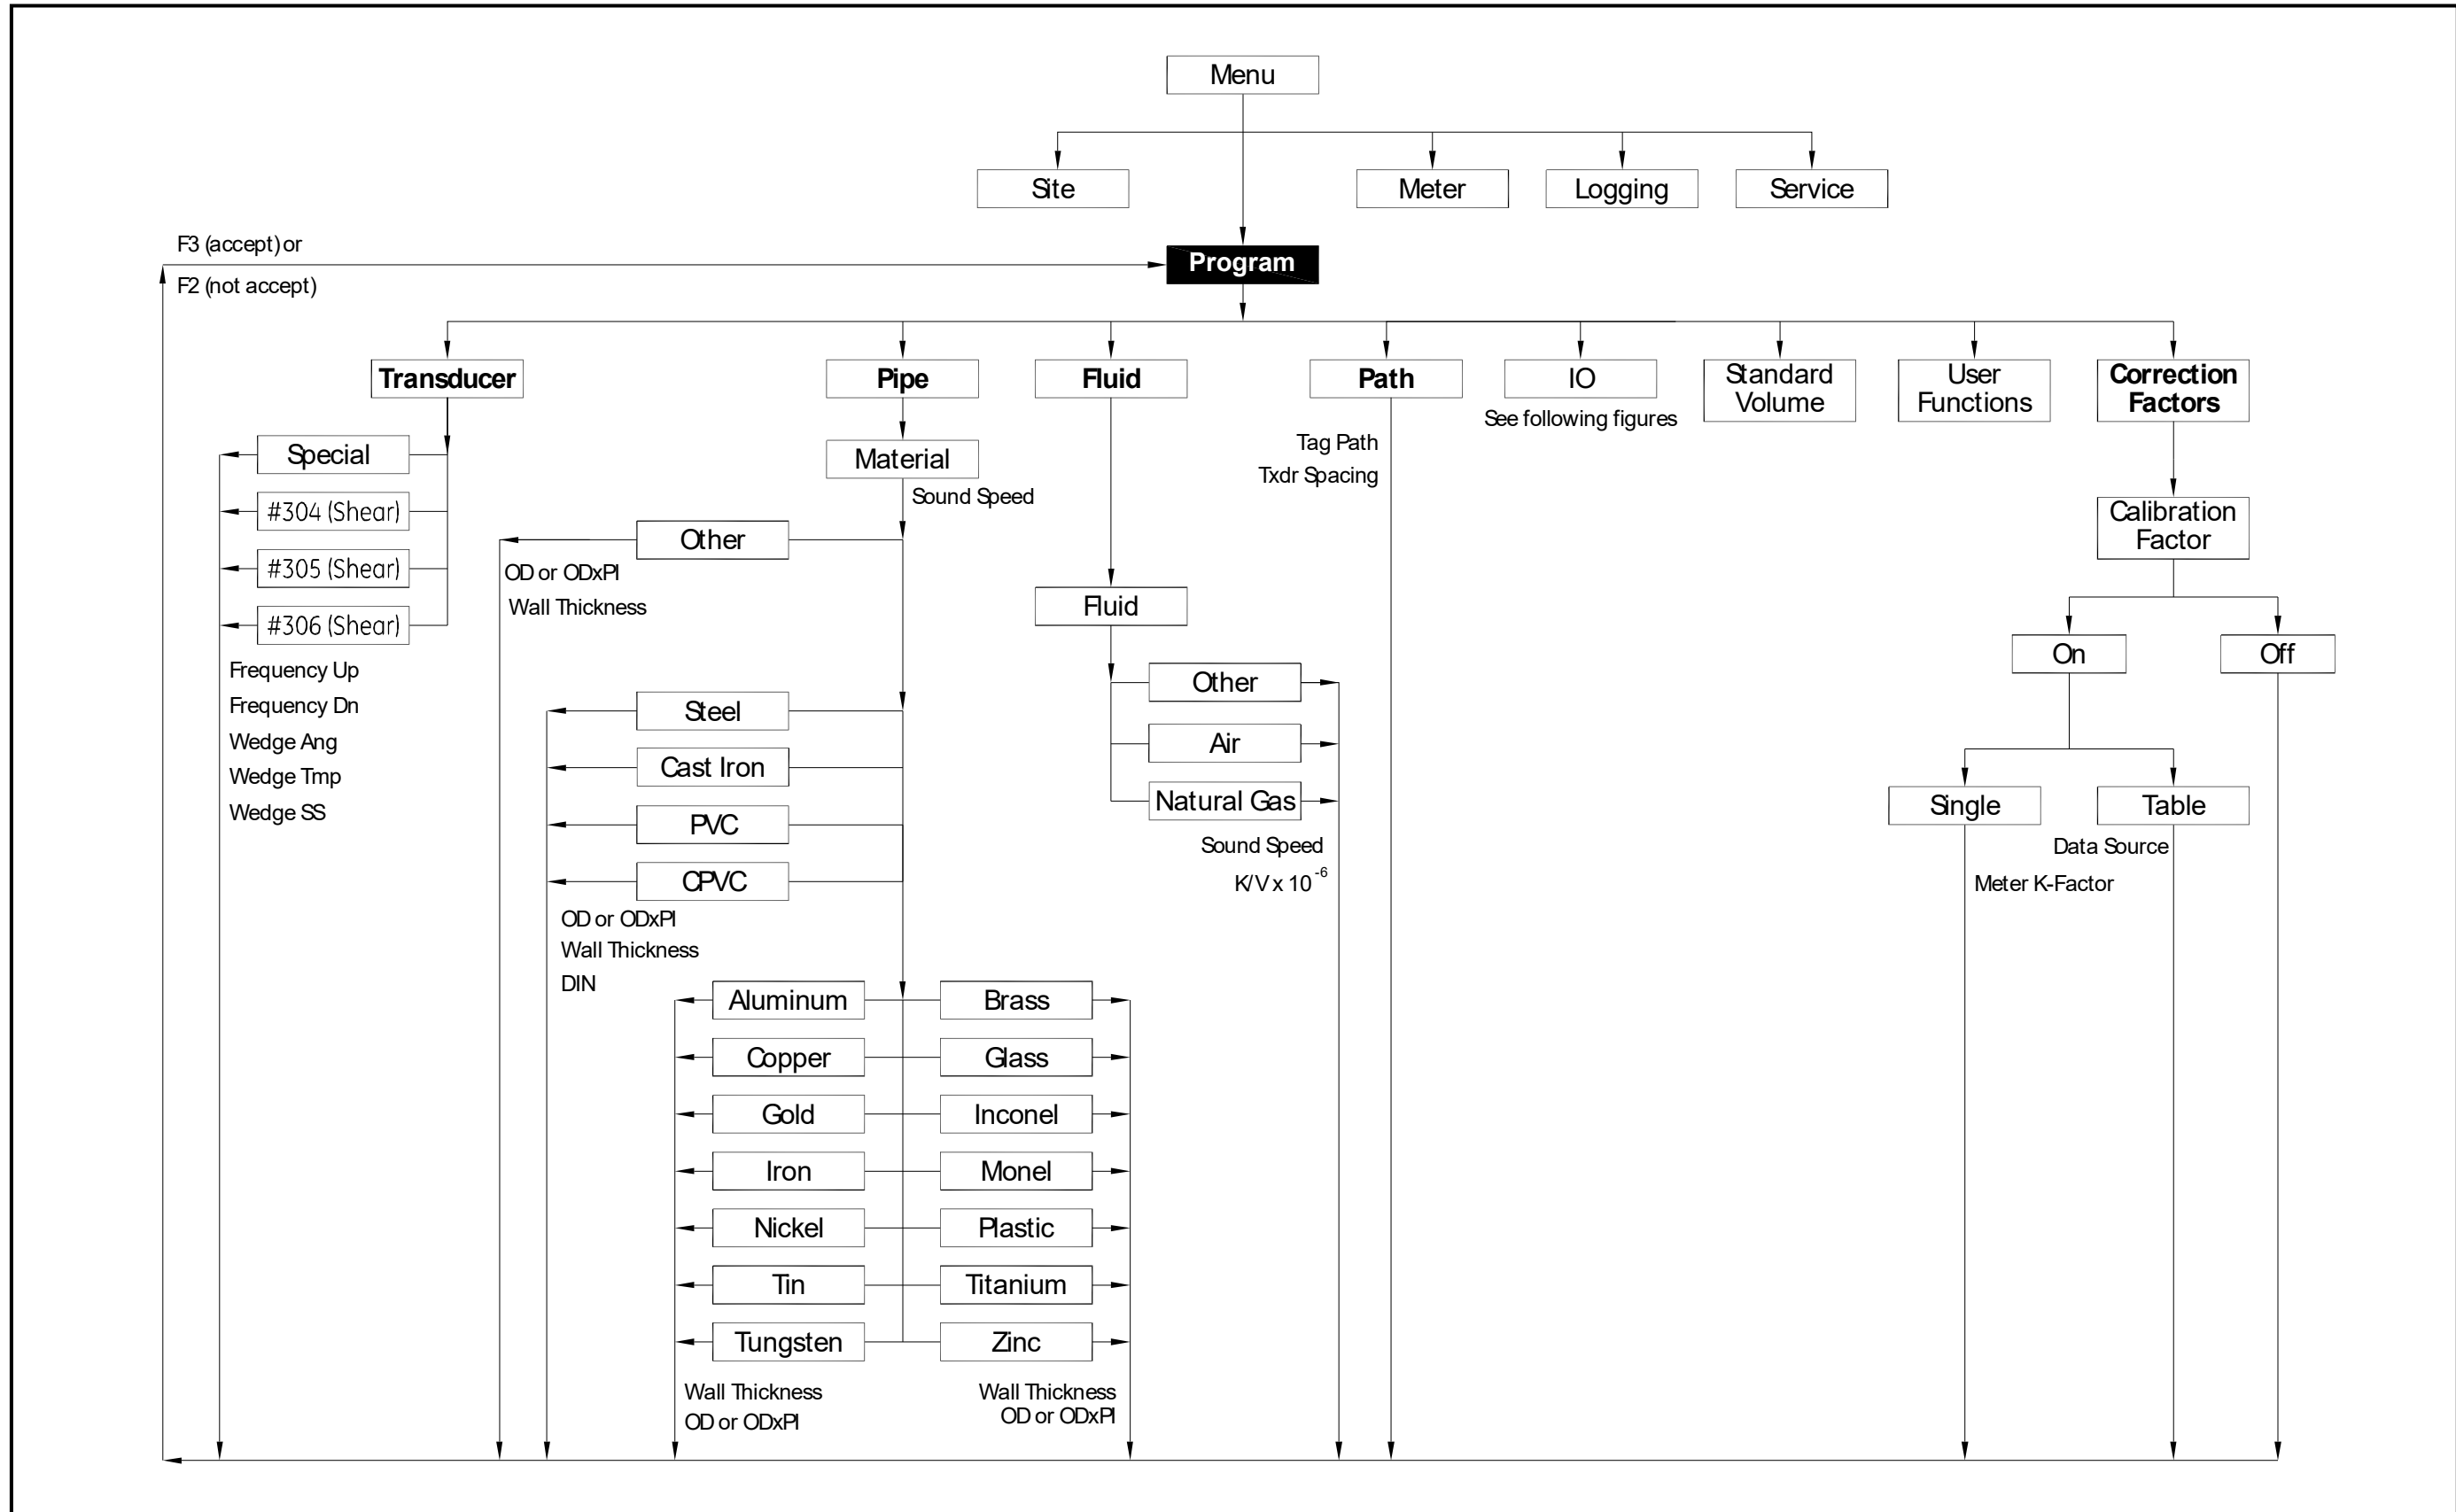 Menu
Site
Meter
Logging
Service
F3 (accept) or
Program
F2 (not accept)
Transducer
Pipe
Fluid
Path
IO
Standard
Volume
User
Functions
Correction
Factors
See following figures
Special
#304 (Shear)
#305 (Shear)
#306 (Shear)
Frequency Up
Frequency Dn
Wedge Ang
Wedge Tmp
Wedge SS
Material
Sound Speed
Other
OD or ODxPI
Wall Thickness
Steel
Cast Iron
PVC
CPVC
OD or ODxPI
Wall Thickness
DIN
Aluminum
Brass
Copper
Glass
Gold
Inconel
Iron
Monel
Nickel
Plastic
Tin
Titanium
Tungsten
Zinc
Wall Thickness
OD or ODxPI
Wall Thickness
OD or ODxPI
Fluid
Other
Air
Natural Gas
Sound Speed
K/V x 10-6
Tag Path
Txdr Spacing
Calibration
Factor
On
Off
Single
Table
Data Source
Meter K-Factor